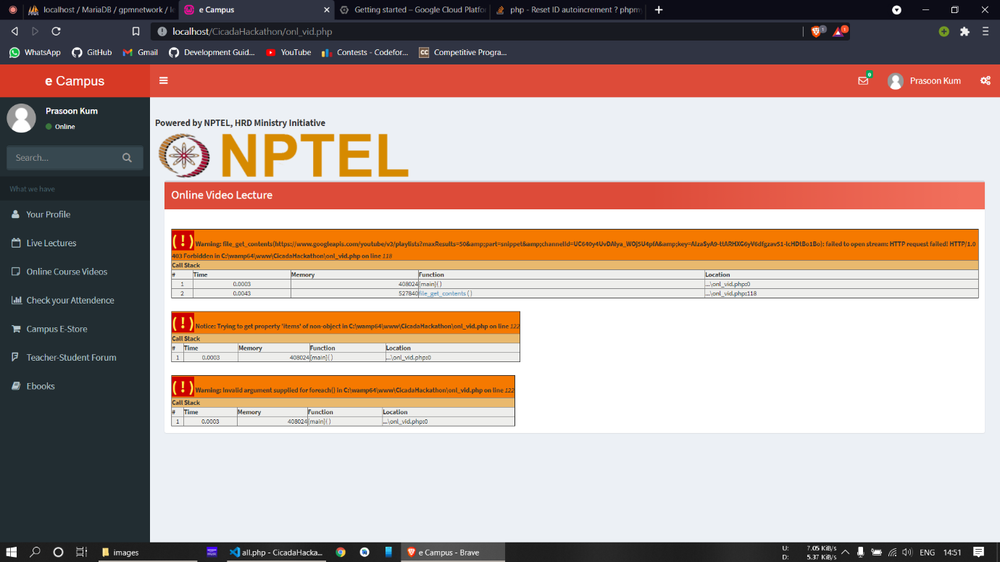 localhost / MariaDB / gpmnetwork / l
e Campus
Getting started – Google Cloud Platfor
php - Reset ID autoincrement ? phpmy
localhost/CicadaHackathon/onl_vid.php
1
1
WhatsApp
GitHub
Gmail
Development Guid...
YouTube
Contests - Codefor...
CC
Competitive Progra...
e Campus
0
Prasoon Kum
Prasoon Kum
Online
Search...
What we have
Your Profile
Live Lectures
Online Course Videos
Check your Attendence
Campus E-Store
Teacher-Student Forum
Ebooks
Powered by NPTEL, HRD Ministry Initiative
NPTEL
Online Video Lecture
( ! ) Warning: file_get_contents(https://www.googleapis.com/youtube/v3/playlists?maxResults=50&amp;part=snippet&amp;channelId=UC640y4UvDAlya_WOj5U4pfA&amp;key=AIzaSyA9-ttARHXG6yV6dfgzav51-lcHDtBo1Bo): failed to open stream: HTTP request failed! HTTP/1.0
403 Forbidden in C:\wamp64\www\CicadaHackathon\onl_vid.php on line 118
Call Stack
# Time Memory Function Location
1 0.0003 408024 {main}( ) ...\onl_vid.php:0
2 0.0043 527840 file_get_contents ( ) ...\onl_vid.php:118
( ! ) Notice: Trying to get property 'items' of non-object in C:\wamp64\www\CicadaHackathon\onl_vid.php on line 122
Call Stack
# Time Memory Function Location
1 0.0003 408024 {main}( ) ...\onl_vid.php:0
( ! ) Warning: Invalid argument supplied for foreach() in C:\wamp64\www\CicadaHackathon\onl_vid.php on line 122
Call Stack
# Time Memory Function Location
1 0.0003 408024 {main}( ) ...\onl_vid.php:0
images
all.php - CicadaHacka...
e Campus - Brave
U: 7.05 KiB/s
D: 5.37 KiB/s
ENG
14:51